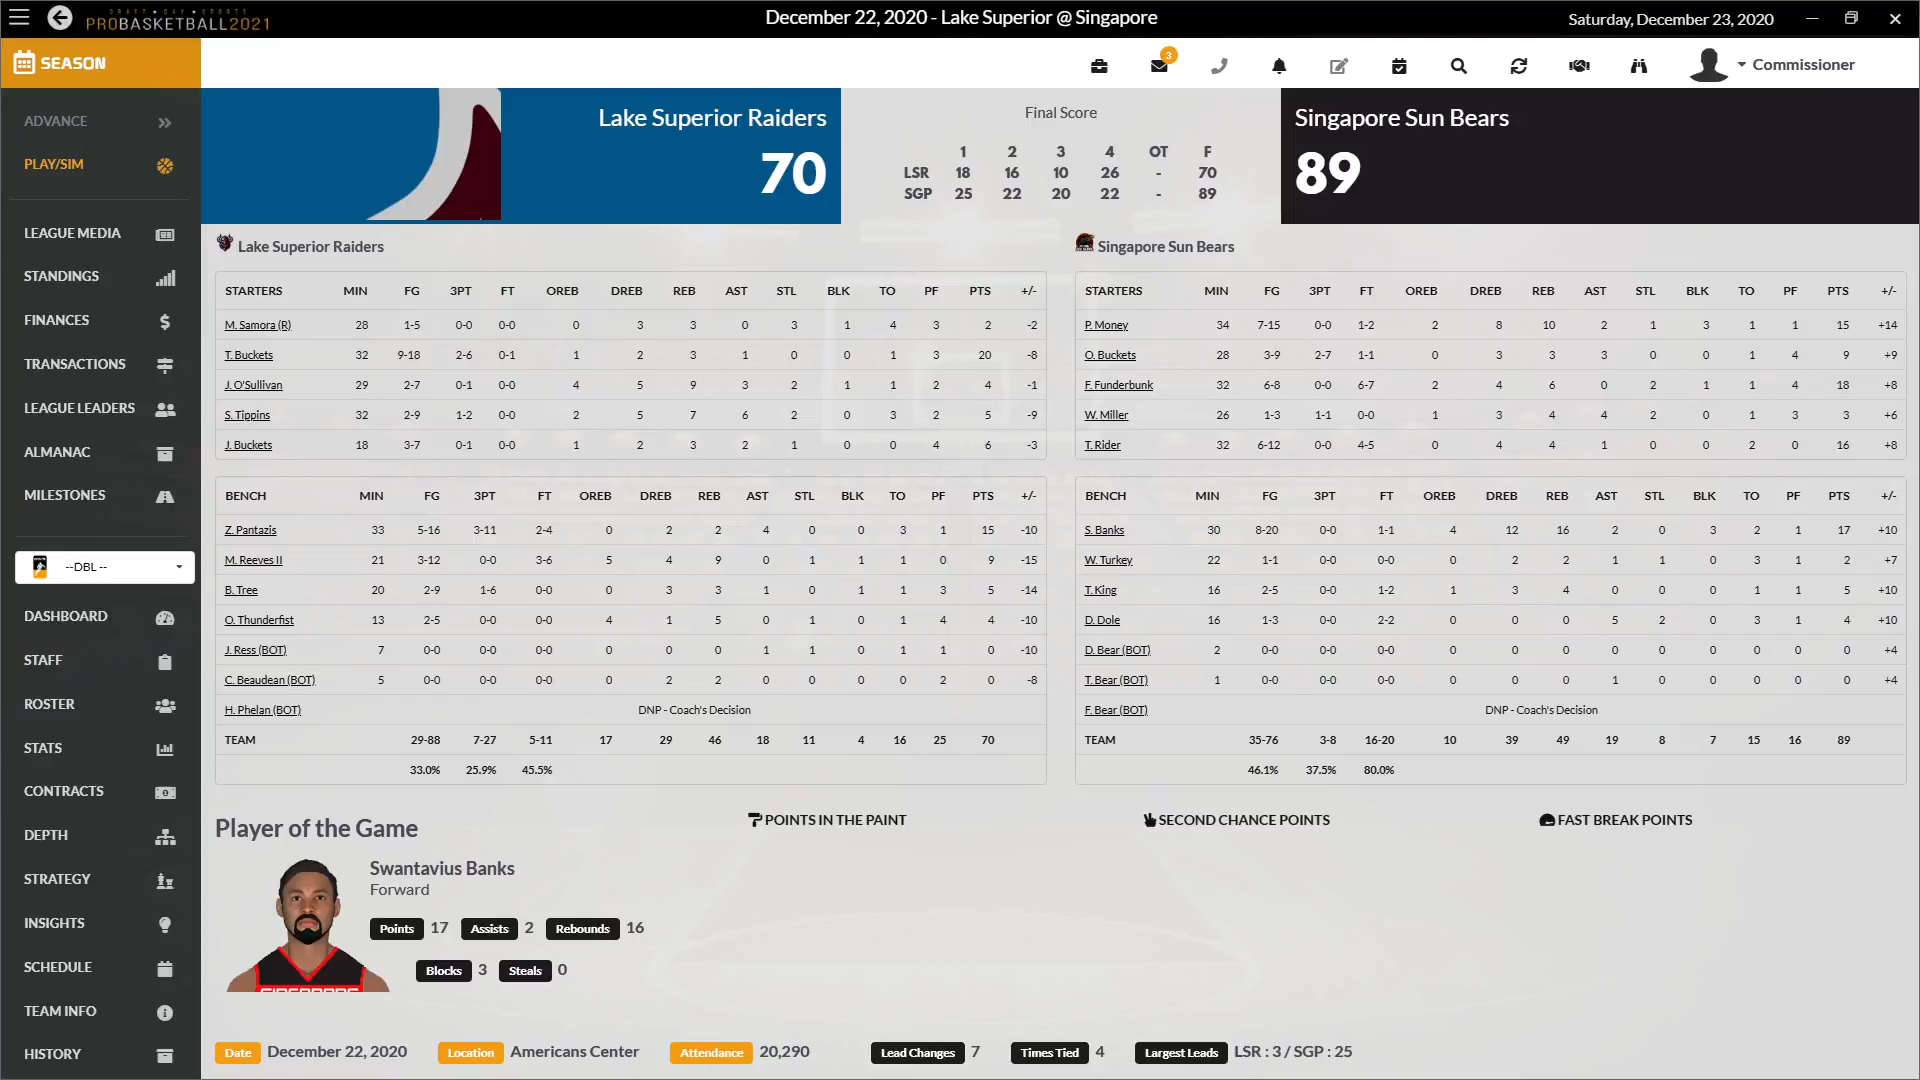 DRAFT DAY SPORTS
PROBASKETBALL2021
December 22, 2020 - Lake Superior @ Singapore
Saturday, December 23, 2020
SEASON
3
Commissioner
ADVANCE
PLAY/SIM
LEAGUE MEDIA
STANDINGS
FINANCES
TRANSACTIONS
LEAGUE LEADERS
ALMANAC
MILESTONES
--DBL --
DASHBOARD
STAFF
ROSTER
STATS
CONTRACTS
DEPTH
STRATEGY
INSIGHTS
SCHEDULE
TEAM INFO
HISTORY
Lake Superior Raiders
70
Final Score
1 2 3 4 OT F
LSR 18 16 10 26 - 70
SGP 25 22 20 22 - 89
Singapore Sun Bears
89
Lake Superior Raiders
STARTERS MIN FG 3PT FT OREB DREB REB AST STL BLK TO PF PTS +/-
M. Samora (R) 28 1-5 0-0 0-0 0 3 3 0 3 1 4 3 2 -2
T. Buckets 32 9-18 2-6 0-1 1 2 3 1 0 0 1 3 20 -8
J. O'Sullivan 29 2-7 0-1 0-0 4 5 9 3 2 1 1 2 4 -1
S. Tippins 32 2-9 1-2 0-0 2 5 7 6 2 0 3 2 5 -9
J. Buckets 18 3-7 0-1 0-0 1 2 3 2 1 0 0 4 6 -3
BENCH MIN FG 3PT FT OREB DREB REB AST STL BLK TO PF PTS +/-
Z. Pantazis 33 5-16 3-11 2-4 0 2 2 4 0 0 3 1 15 -10
M. Reeves II 21 3-12 0-0 3-6 5 4 9 0 1 1 1 0 9 -15
B. Tree 20 2-9 1-6 0-0 0 3 3 1 0 1 1 3 5 -14
O. Thunderfist 13 2-5 0-0 0-0 4 1 5 0 1 0 1 4 4 -10
J. Ress (BOT) 7 0-0 0-0 0-0 0 0 0 1 1 0 1 1 0 -10
C. Beaudean (BOT) 5 0-0 0-0 0-0 0 2 2 0 0 0 0 2 0 -8
H. Phelan (BOT) DNP - Coach's Decision
TEAM 29-88 7-27 5-11 17 29 46 18 11 4 16 25 70
33.0% 25.9% 45.5%
Singapore Sun Bears
STARTERS MIN FG 3PT FT OREB DREB REB AST STL BLK TO PF PTS +/-
P. Money 34 7-15 0-0 1-2 2 8 10 2 1 3 1 1 15 +14
O. Buckets 28 3-9 2-7 1-1 0 3 3 3 0 0 1 4 9 +9
F. Funderbunk 32 6-8 0-0 6-7 2 4 6 0 2 1 1 4 18 +8
W. Miller 26 1-3 1-1 0-0 1 3 4 4 2 0 1 3 3 +6
T. Rider 32 6-12 0-0 4-5 0 4 4 1 0 0 2 0 16 +8
BENCH MIN FG 3PT FT OREB DREB REB AST STL BLK TO PF PTS +/-
S. Banks 30 8-20 0-0 1-1 4 12 16 2 0 3 2 1 17 +10
W. Turkey 22 1-1 0-0 0-0 0 2 2 1 1 0 3 1 2 +7
T. King 16 2-5 0-0 1-2 1 3 4 0 0 0 1 1 5 +10
D. Dole 16 1-3 0-0 2-2 0 0 0 5 2 0 3 1 4 +10
D. Bear (BOT) 2 0-0 0-0 0-0 0 0 0 0 0 0 0 0 0 +4
T. Bear (BOT) 1 0-0 0-0 0-0 0 0 0 1 0 0 0 0 0 +4
F. Bear (BOT) DNP - Coach's Decision
TEAM 35-76 3-8 16-20 10 39 49 19 8 7 15 16 89
46.1% 37.5% 80.0%
Player of the Game
Swantavius Banks
Forward
Points 17 Assists 2 Rebounds 16
Blocks 3 Steals 0
POINTS IN THE PAINT
SECOND CHANCE POINTS
FAST BREAK POINTS
Date December 22, 2020 Location Americans Center Attendance 20,290 Lead Changes 7 Times Tied 4 Largest Leads LSR : 3 / SGP : 25